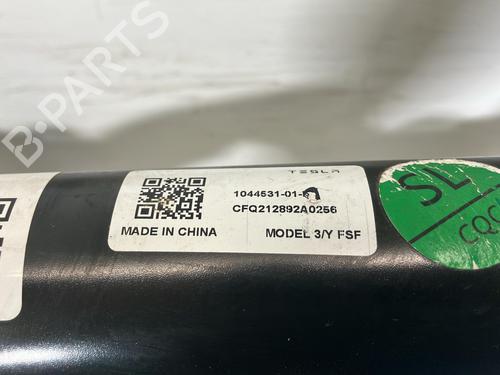 B-PARTS
TESLA
1044531-01-
CFQ212892A0256
MADE IN CHINA
MODEL 3/Y FSF
SL